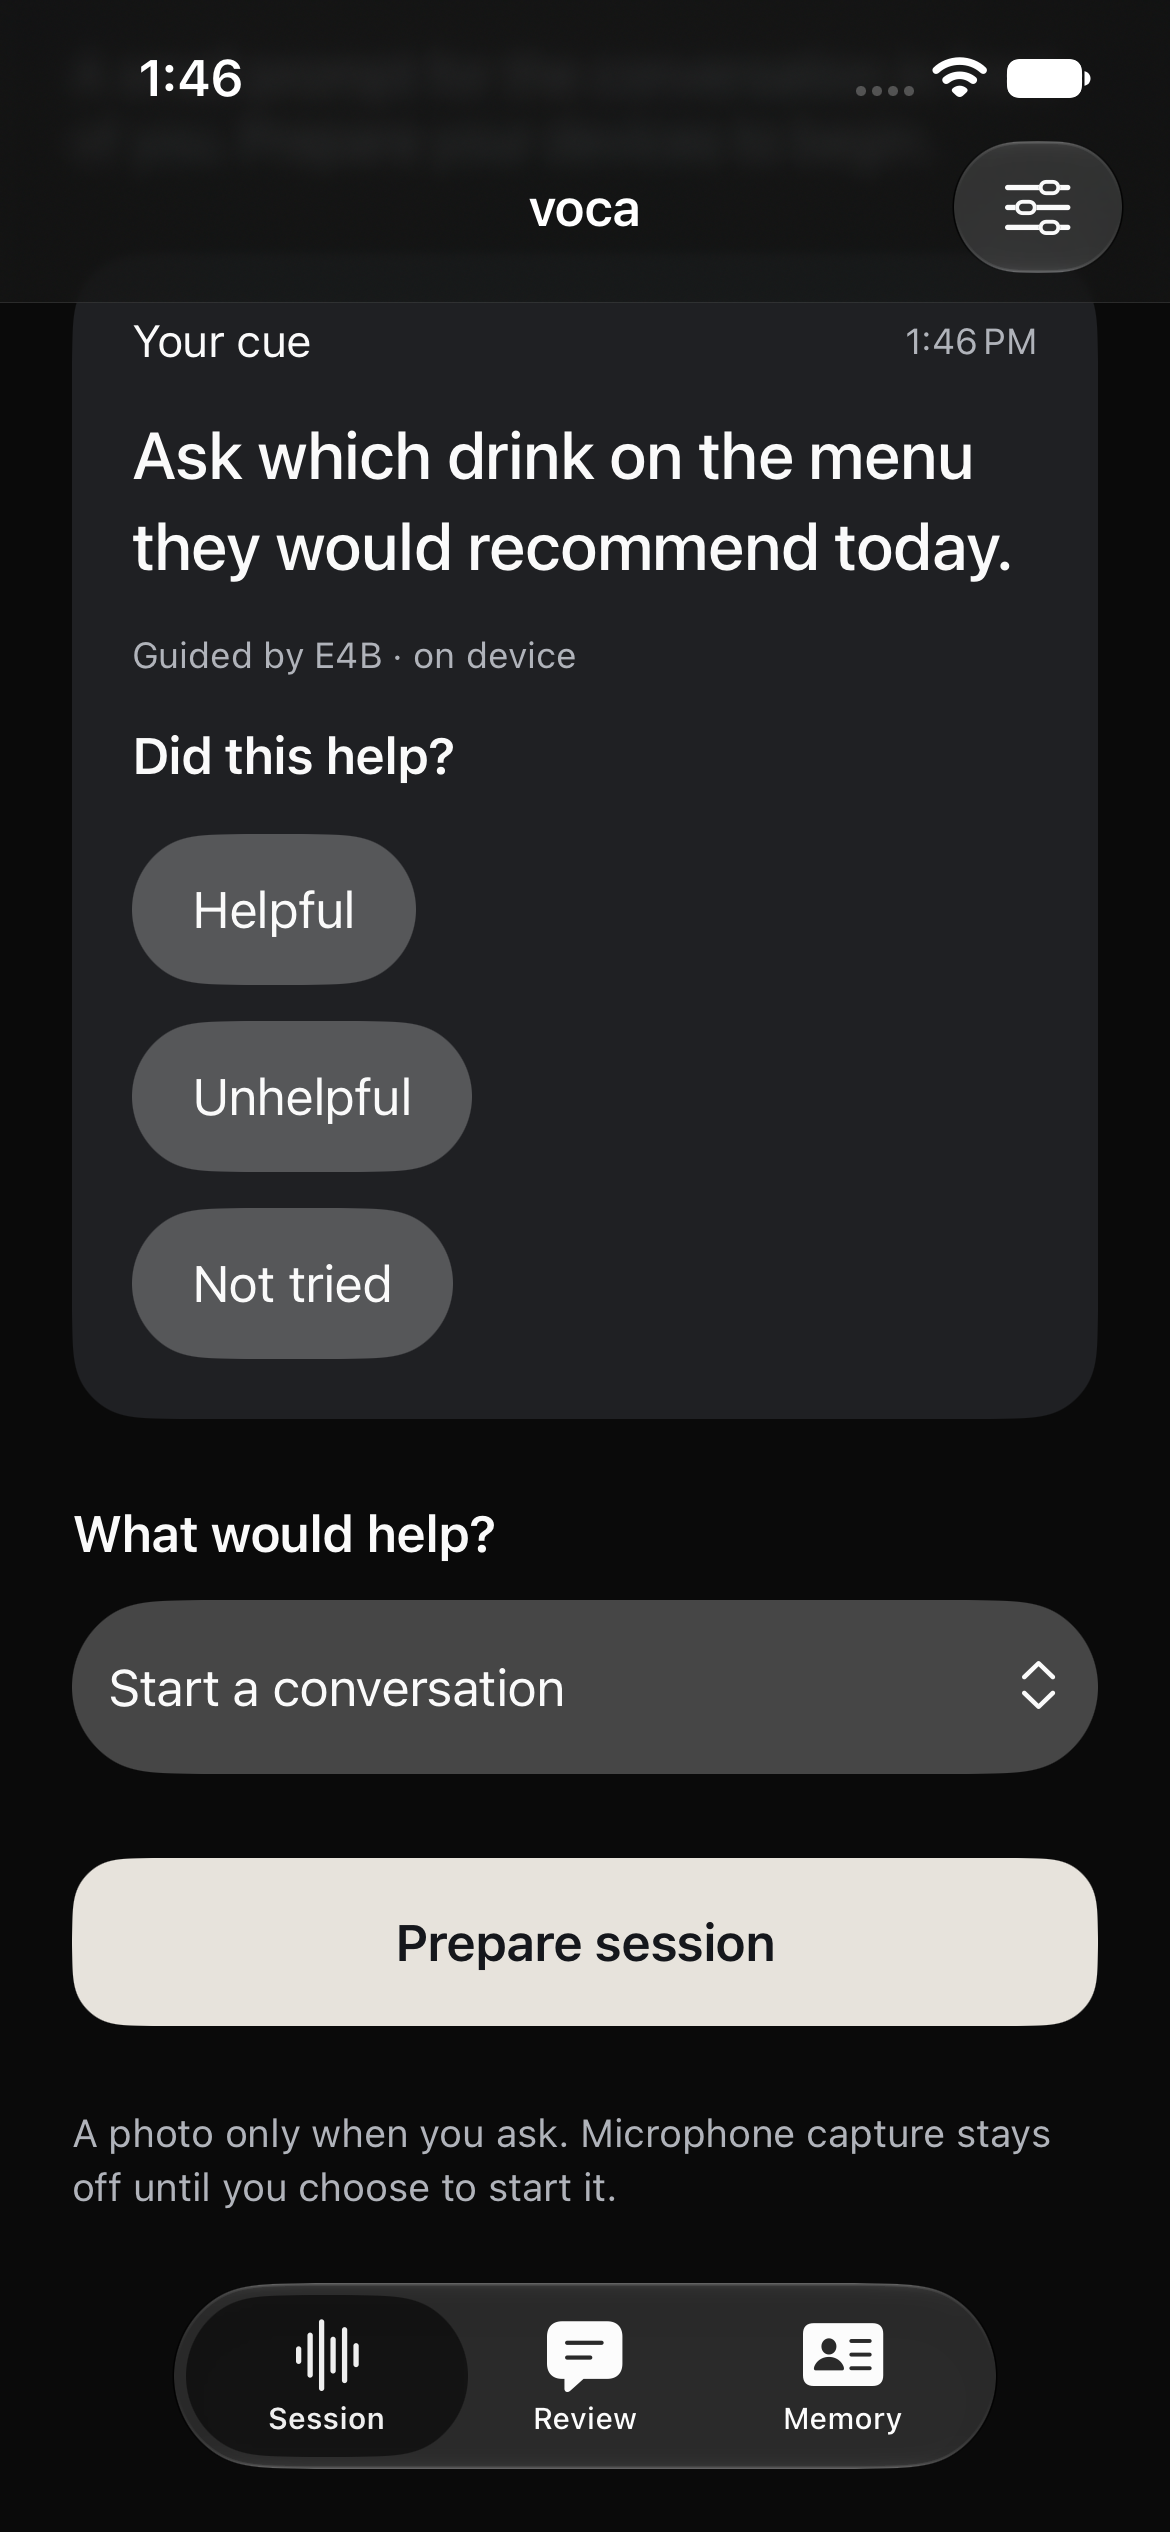 1:46
voca
Your cue
1:46 PM
Ask which drink on the menu
they would recommend today.
Guided by E4B · on device
Did this help?
Helpful
Unhelpful
Not tried
What would help?
Start a conversation
Prepare session
A photo only when you ask. Microphone capture stays
off until you choose to start it.
Session
Review
Memory